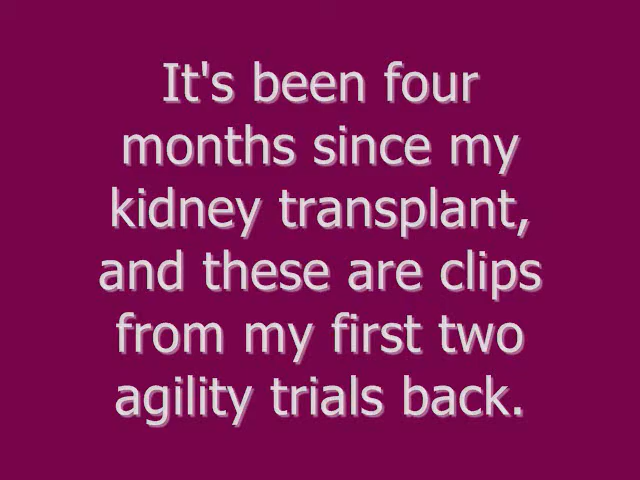 It's been four
months since my
kidney transplant,
and these are clips
from my first two
agility trials back.